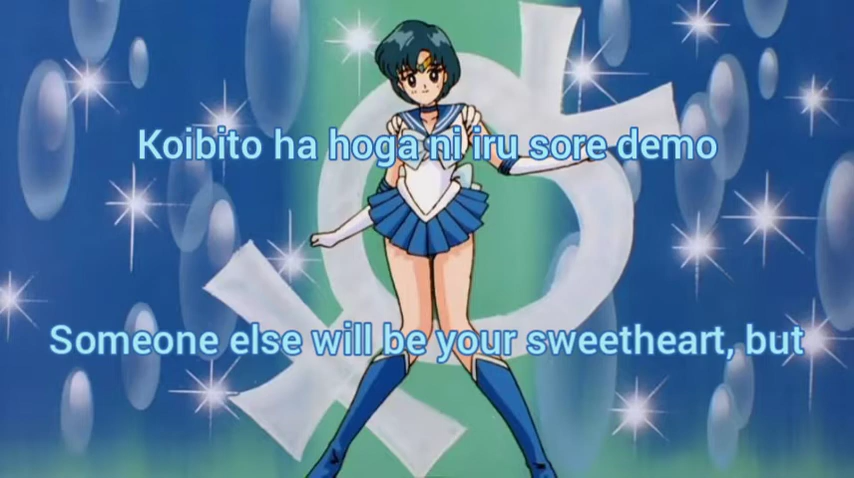 Koibito ha hoga ni iru sore demo
Someone else will be your sweetheart, but